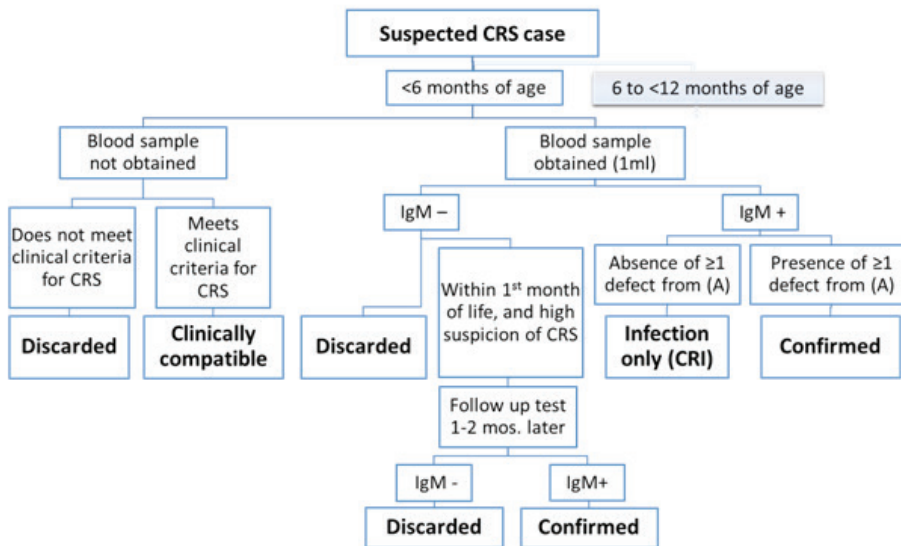 Suspected CRS case
<6 months of age
6 to <12 months of age
Blood sample
not obtained
Blood sample
obtained (1ml)
IgM –
IgM +
Does not meet
clinical criteria
for CRS
Meets
clinical
criteria for
CRS
Within 1st month
of life, and high
suspicion of CRS
Absence of ≥1
defect from (A)
Presence of ≥1
defect from (A)
Discarded
Clinically
compatible
Discarded
Infection
only (CRI)
Confirmed
Follow up test
1-2 mos. later
IgM -
IgM+
Discarded
Confirmed